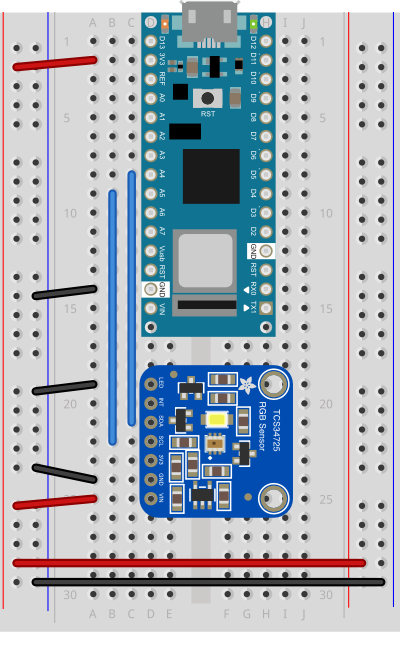 A B C D E F G H I J
1 1
5 5
10 10
15 15
20 20
25 25
30 30
A B C D E F G H I J
D13
3V3
REF
A0
A1
A2
A3
A4
A5
A6
A7
Vusb
RST
GND
VIN
D12
D11
D10
D9
D8
D7
D6
D5
D4
D3
D2
GND
RST
RX0
TX1
RST
LED
INT
SDA
SCL
3V3
GND
VIN
TCS34725
RGB Sensor